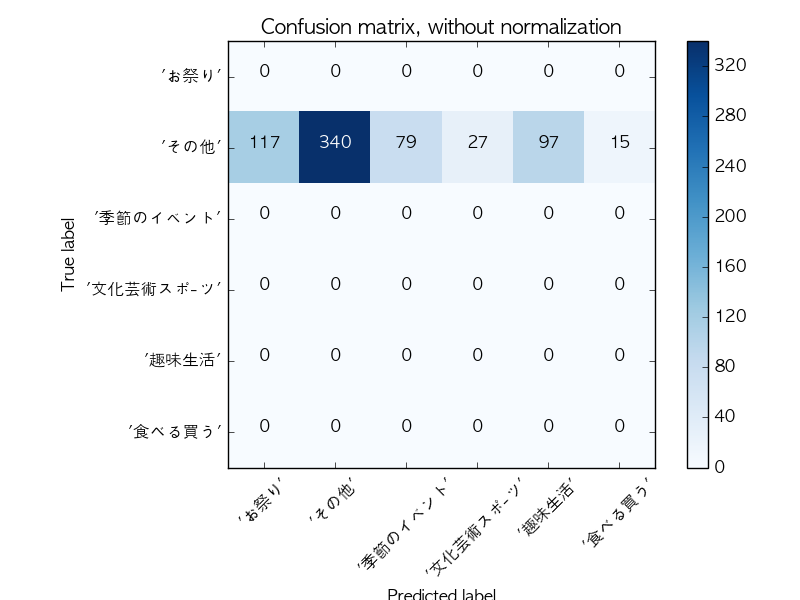 Confusion matrix, without normalization
True label
'お祭り' 0 0 0 0 0 0
'その他' 117 340 79 27 97 15
'季節のイベント' 0 0 0 0 0 0
'文化芸術スポーツ' 0 0 0 0 0 0
'趣味生活' 0 0 0 0 0 0
'食べる買う' 0 0 0 0 0 0
'お祭り' 'その他' '季節のイベント' '文化芸術スポーツ' '趣味生活' '食べる買う'
Predicted label
320
280
240
200
160
120
80
40
0